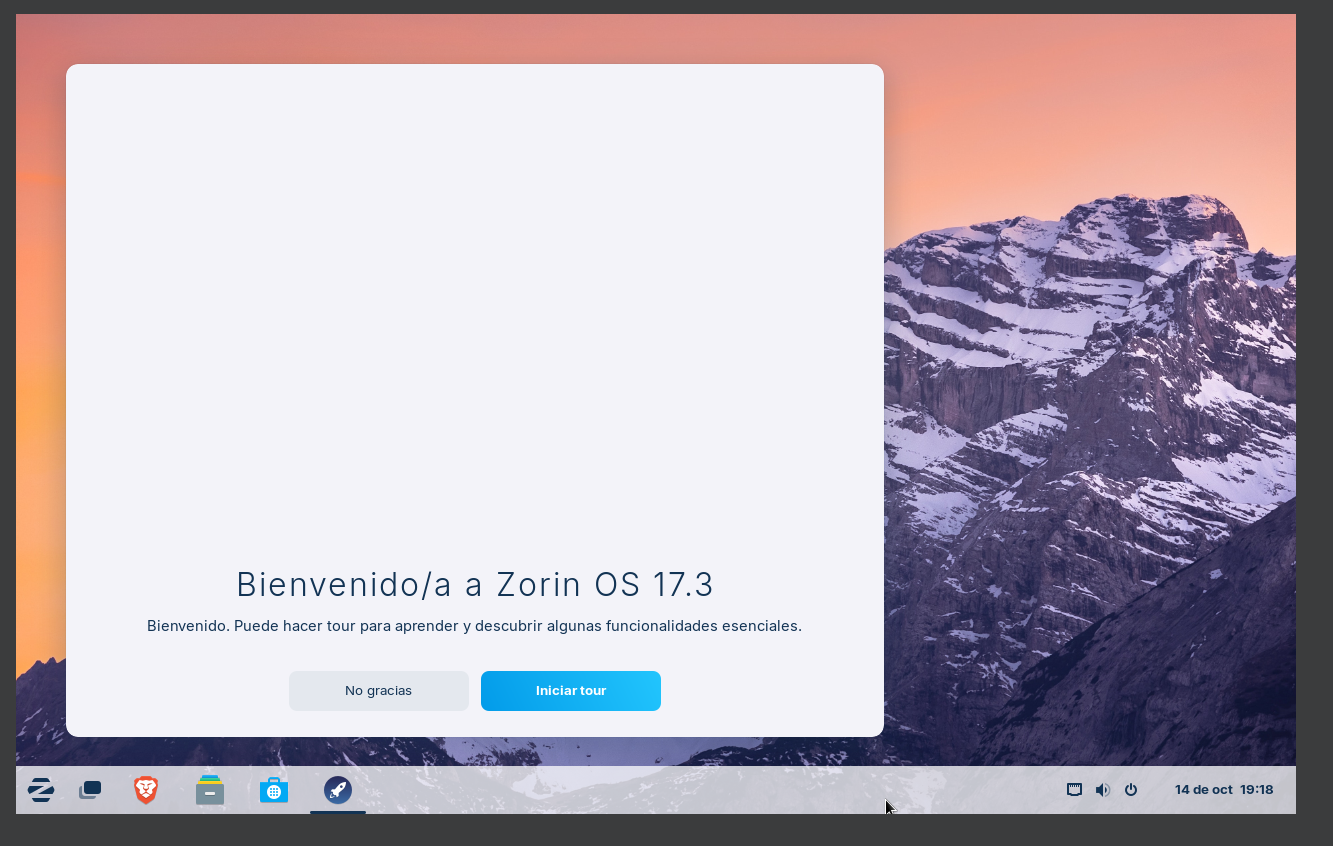 Bienvenido/a a Zorin OS 17.3
Bienvenido. Puede hacer tour para aprender y descubrir algunas funcionalidades esenciales.
No gracias
Iniciar tour
14 de oct 19:18